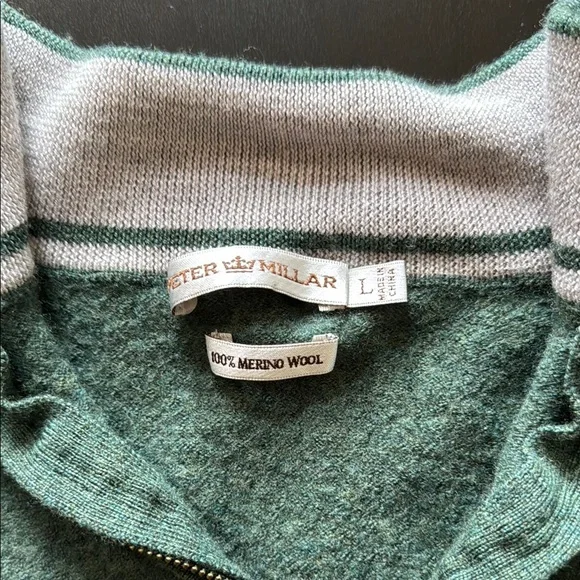 PETER MILLAR
L
MADE IN
CHINA
100% MERINO WOOL